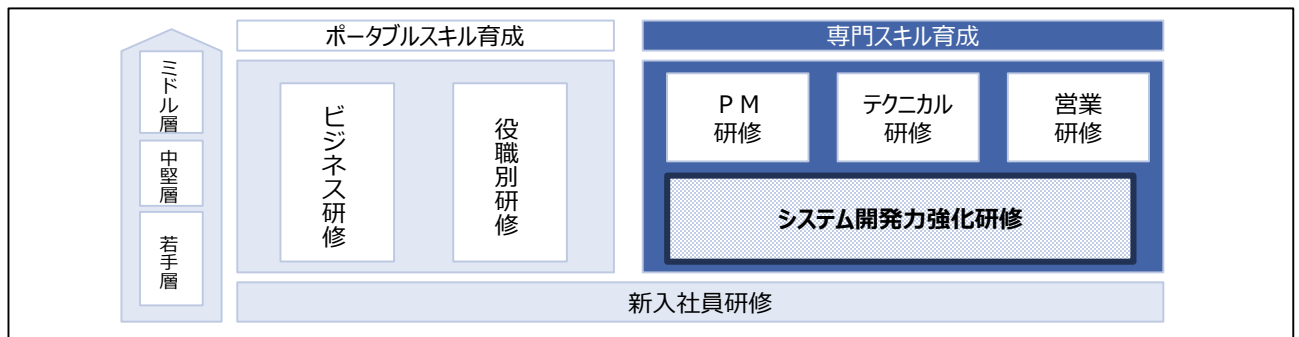 ポータブルスキル育成
専門スキル育成
ミドル層
中堅層
若手層
ビジネス研修
役職別研修
ＰＭ
研修
テクニカル
研修
営業
研修
システム開発力強化研修
新入社員研修